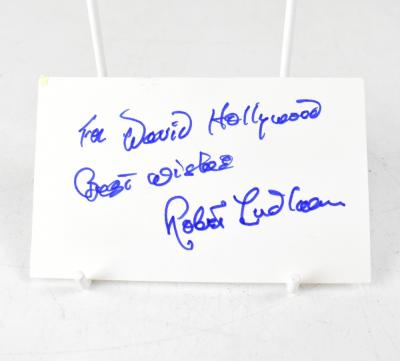 For David Hollywood
Best wishes
Robert Ludlum